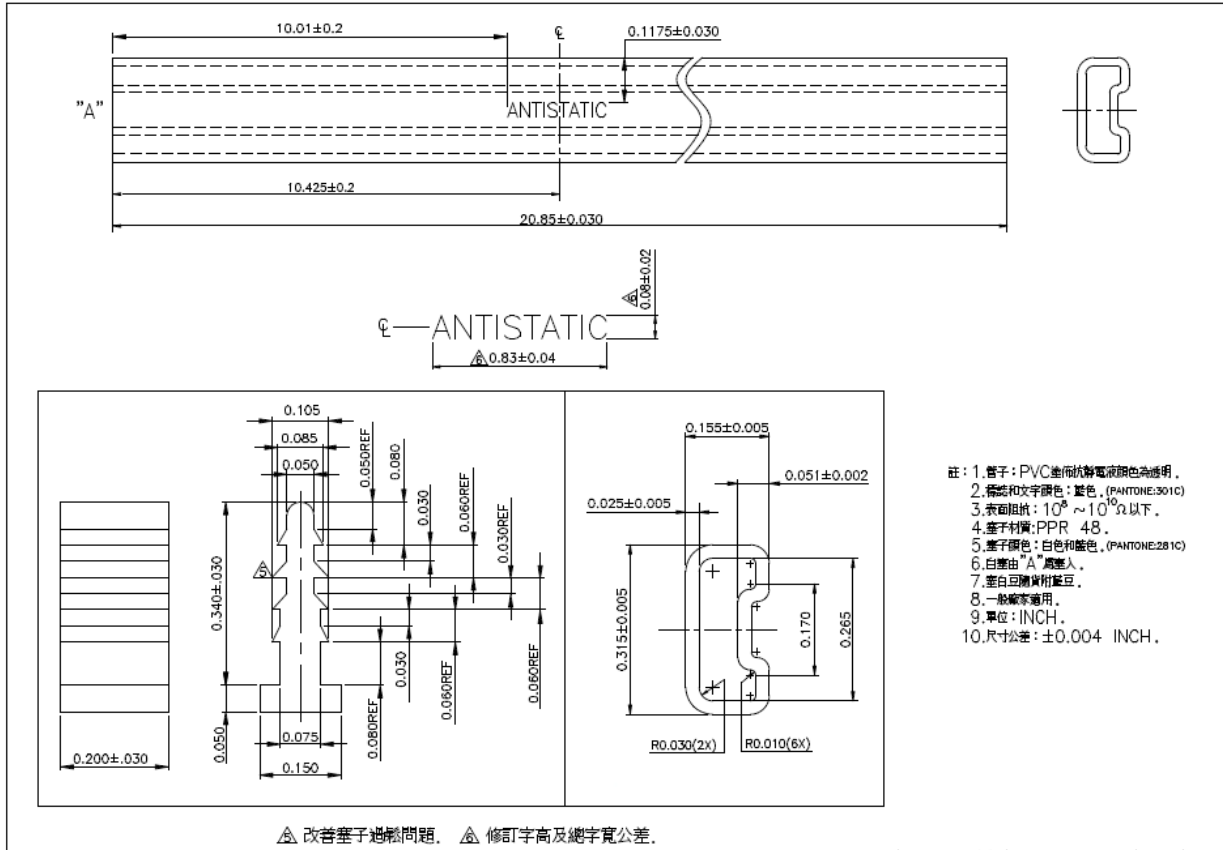 10.01±0.2
℄
0.1175±0.030
"A"
ANTISTATIC
10.425±0.2
20.85±0.030
6
0.08±0.02
℄
ANTISTATIC
6 0.83±0.04
0.105
0.085
0.050
0.050REF
0.080
0.030
0.060REF
0.030REF
5
0.340±.030
0.050
0.200±.030
0.075
0.150
0.080REF
0.030
0.060REF
0.060REF
0.155±0.005
0.051±0.002
0.025±0.005
0.315±0.005
0.170
0.265
R0.030(2X)
R0.010(6X)
註：1.管子：PVC塗佈抗靜電液顏色為透明.
2.標誌和文字顏色：藍色.(PANTONE:301C)
3.表面阻抗：10⁸ ~10¹⁰Ω以下.
4.塞子材質:PPR 48.
5.塞子顏色：白色和藍色.(PANTONE:281C)
6.白塞由"A"處塞入.
7.塞白豆隨貨附藍豆.
8.一般廠家適用.
9.單位：INCH.
10.尺寸公差：±0.004 INCH.
5 改善塞子過鬆問題. 6 修訂字高及總字寬公差.